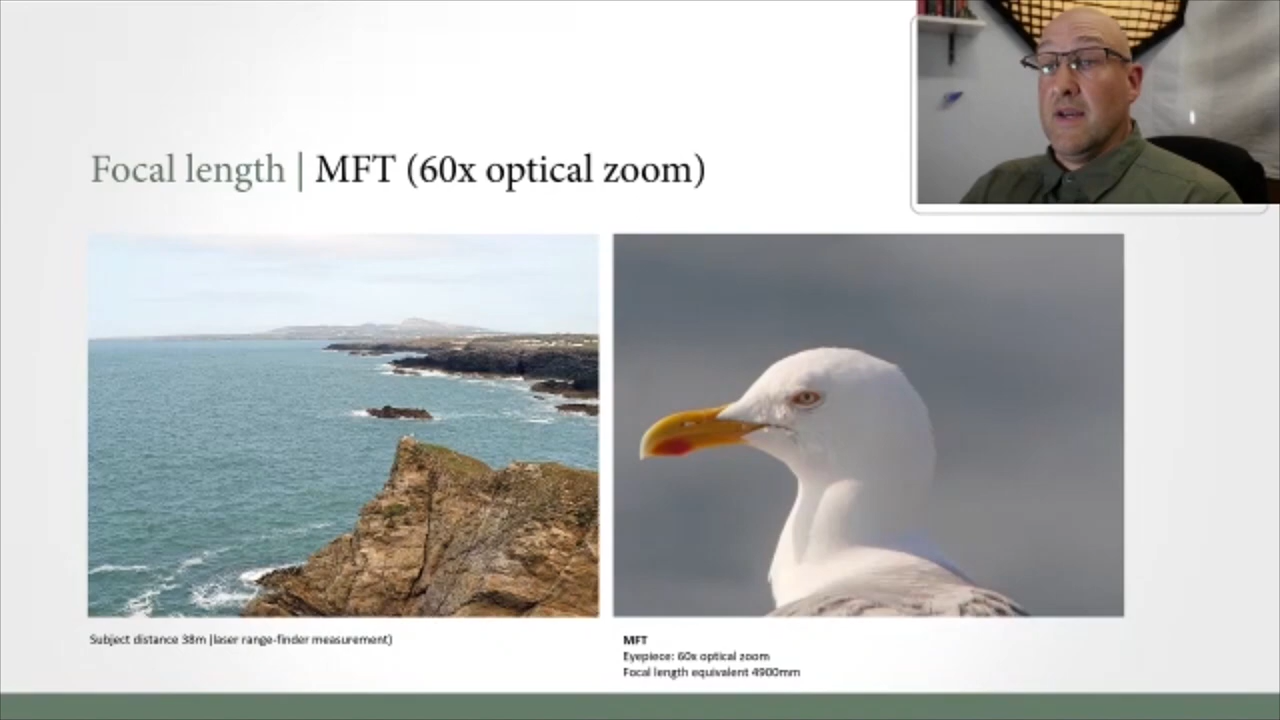 Focal length | MFT (60x optical zoom)
Subject distance 38m (laser range-finder measurement)
MFT
Eyepiece: 60x optical zoom
Focal length equivalent 4900mm